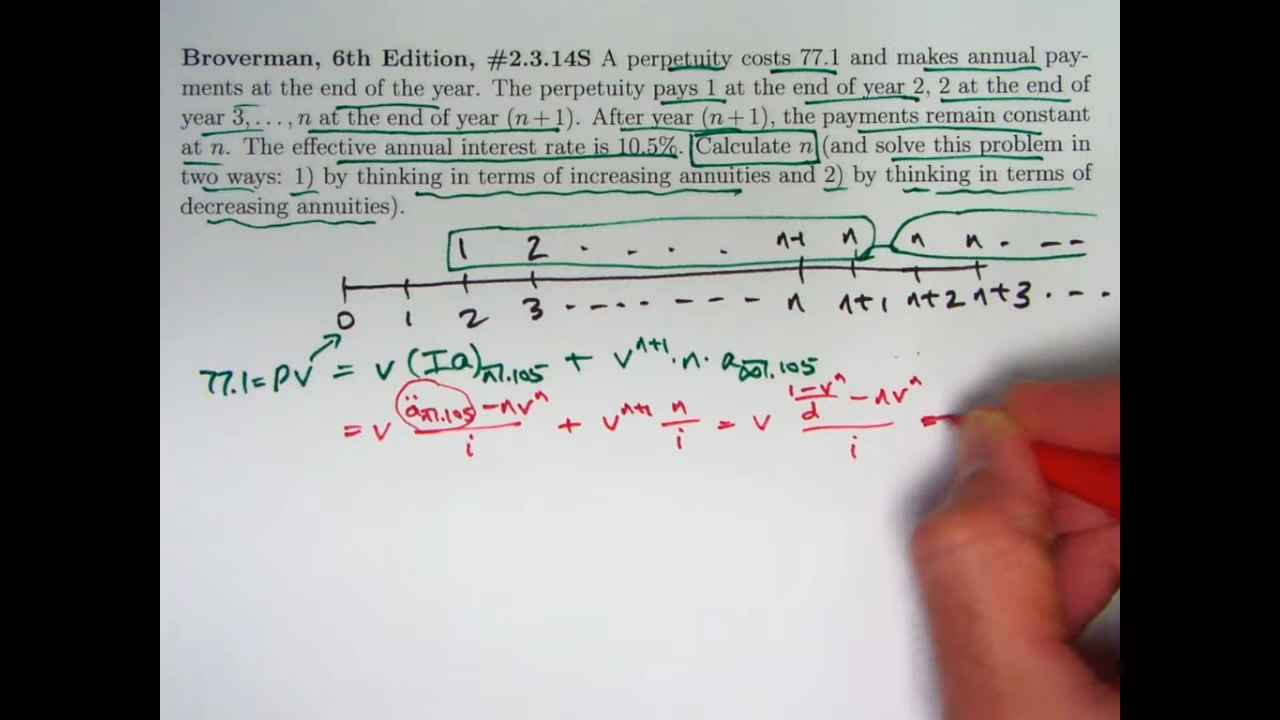 Broverman, 6th Edition, #2.3.14S A perpetuity costs 77.1 and makes annual pay-
ments at the end of the year. The perpetuity pays 1 at the end of year 2, 2 at the end of
year 3, . . . , n at the end of year (n + 1). After year (n + 1), the payments remain constant
at n. The effective annual interest rate is 10.5%. Calculate n (and solve this problem in
two ways: 1) by thinking in terms of increasing annuities and 2) by thinking in terms of
decreasing annuities).
1 2 . . . . n-1 n n n . - -
0 1 2 3 . . . . - - - - n n+1 n+2 n+3 . - .
77.1 = PV = v (Ia)n̅|.105 + v^(n+1) · n · a∞̅|.105
= v (än̅|.105 - nv^n)/i + v^(n+1) n/i = v ((1-v^n)/d - nv^n)/i